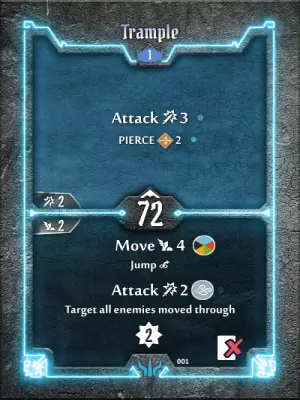 Trample
1
Attack 3
PIERCE 2
2
72
2
Move 4
Jump
Attack 2
Target all enemies moved through
2
001